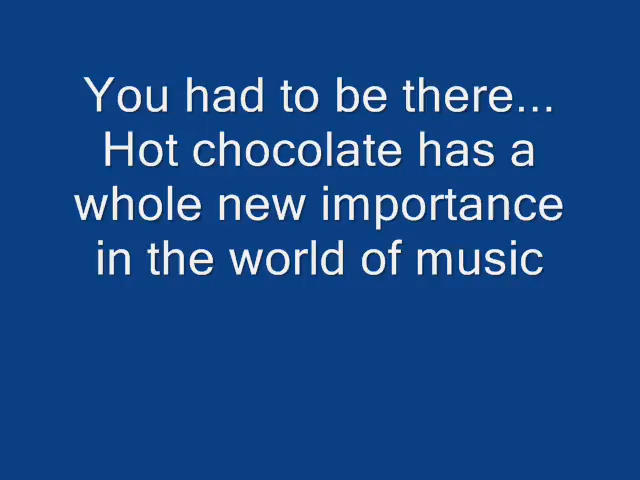 You had to be there...
Hot chocolate has a
whole new importance
in the world of music